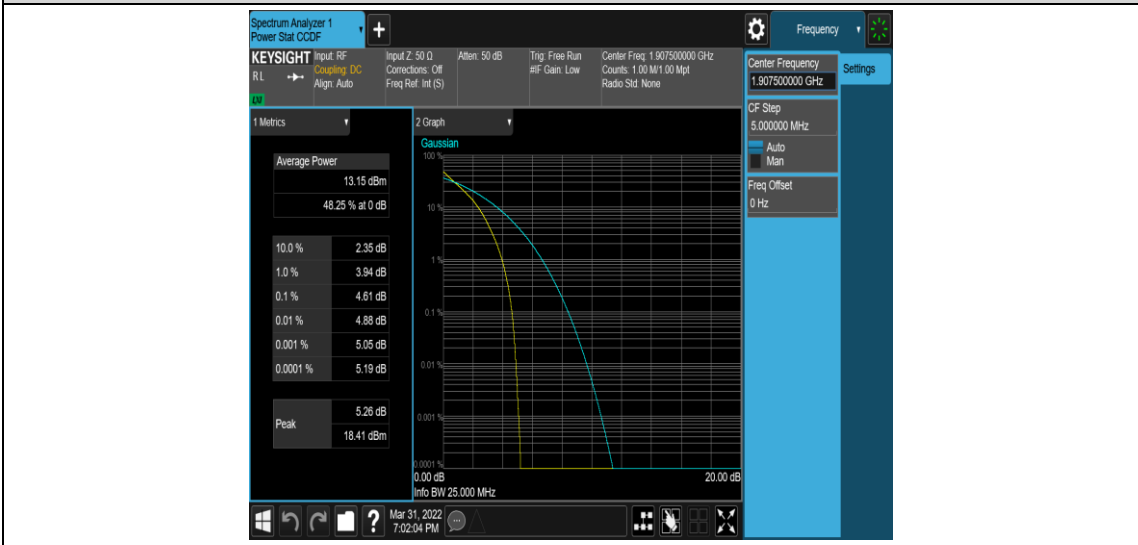 Spectrum Analyzer 1
Power Stat CCDF
+
Frequency
KEYSIGHT
R L
LXI
Input: RF
Coupling: DC
Align: Auto
Input Z: 50 Ω
Corrections: Off
Freq Ref: Int (S)
Atten: 50 dB
Trig: Free Run
#IF Gain: Low
Center Freq: 1.907500000 GHz
Counts: 1.00 M/1.00 Mpt
Radio Std: None
Center Frequency
1.907500000 GHz
Settings
CF Step
5.000000 MHz
Auto
Man
Freq Offset
0 Hz
1 Metrics
Average Power
13.15 dBm
48.25 % at 0 dB
10.0 % 2.35 dB
1.0 % 3.94 dB
0.1 % 4.61 dB
0.01 % 4.88 dB
0.001 % 5.05 dB
0.0001 % 5.19 dB
Peak 5.26 dB
18.41 dBm
2 Graph
Gaussian
100 %
10 %
1 %
0.1 %
0.01 %
0.001 %
0.0001 %
0.00 dB 20.00 dB
Info BW 25.000 MHz
?
Mar 31, 2022
7:02:04 PM